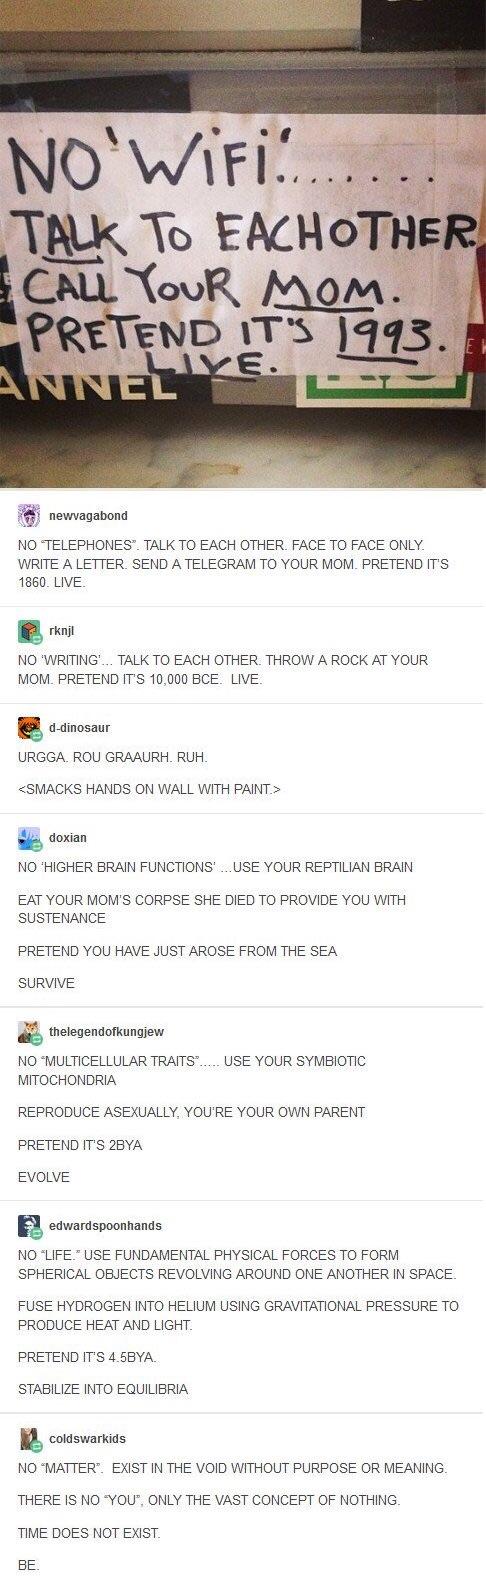 NO 'WiFi'........
TALK To EACHOTHER.
CALL YouR MOM.
PRETEND IT'S 1993.
LIVE.
ANNEL
newvagabond
NO “TELEPHONES”. TALK TO EACH OTHER. FACE TO FACE ONLY.
WRITE A LETTER. SEND A TELEGRAM TO YOUR MOM. PRETEND IT'S
1860. LIVE.
rknjl
NO 'WRITING'... TALK TO EACH OTHER. THROW A ROCK AT YOUR
MOM. PRETEND IT'S 10,000 BCE. LIVE.
d-dinosaur
URGGA. ROU GRAAURH. RUH.
<SMACKS HANDS ON WALL WITH PAINT.>
doxian
NO 'HIGHER BRAIN FUNCTIONS' ...USE YOUR REPTILIAN BRAIN
EAT YOUR MOM'S CORPSE SHE DIED TO PROVIDE YOU WITH
SUSTENANCE
PRETEND YOU HAVE JUST AROSE FROM THE SEA
SURVIVE
thelegendofkungjew
NO “MULTICELLULAR TRAITS”..... USE YOUR SYMBIOTIC
MITOCHONDRIA
REPRODUCE ASEXUALLY, YOU'RE YOUR OWN PARENT
PRETEND IT'S 2BYA
EVOLVE
edwardspoonhands
NO “LIFE.” USE FUNDAMENTAL PHYSICAL FORCES TO FORM
SPHERICAL OBJECTS REVOLVING AROUND ONE ANOTHER IN SPACE.
FUSE HYDROGEN INTO HELIUM USING GRAVITATIONAL PRESSURE TO
PRODUCE HEAT AND LIGHT.
PRETEND IT'S 4.5BYA.
STABILIZE INTO EQUILIBRIA
coldswarkids
NO “MATTER”. EXIST IN THE VOID WITHOUT PURPOSE OR MEANING.
THERE IS NO “YOU”, ONLY THE VAST CONCEPT OF NOTHING.
TIME DOES NOT EXIST.
BE.